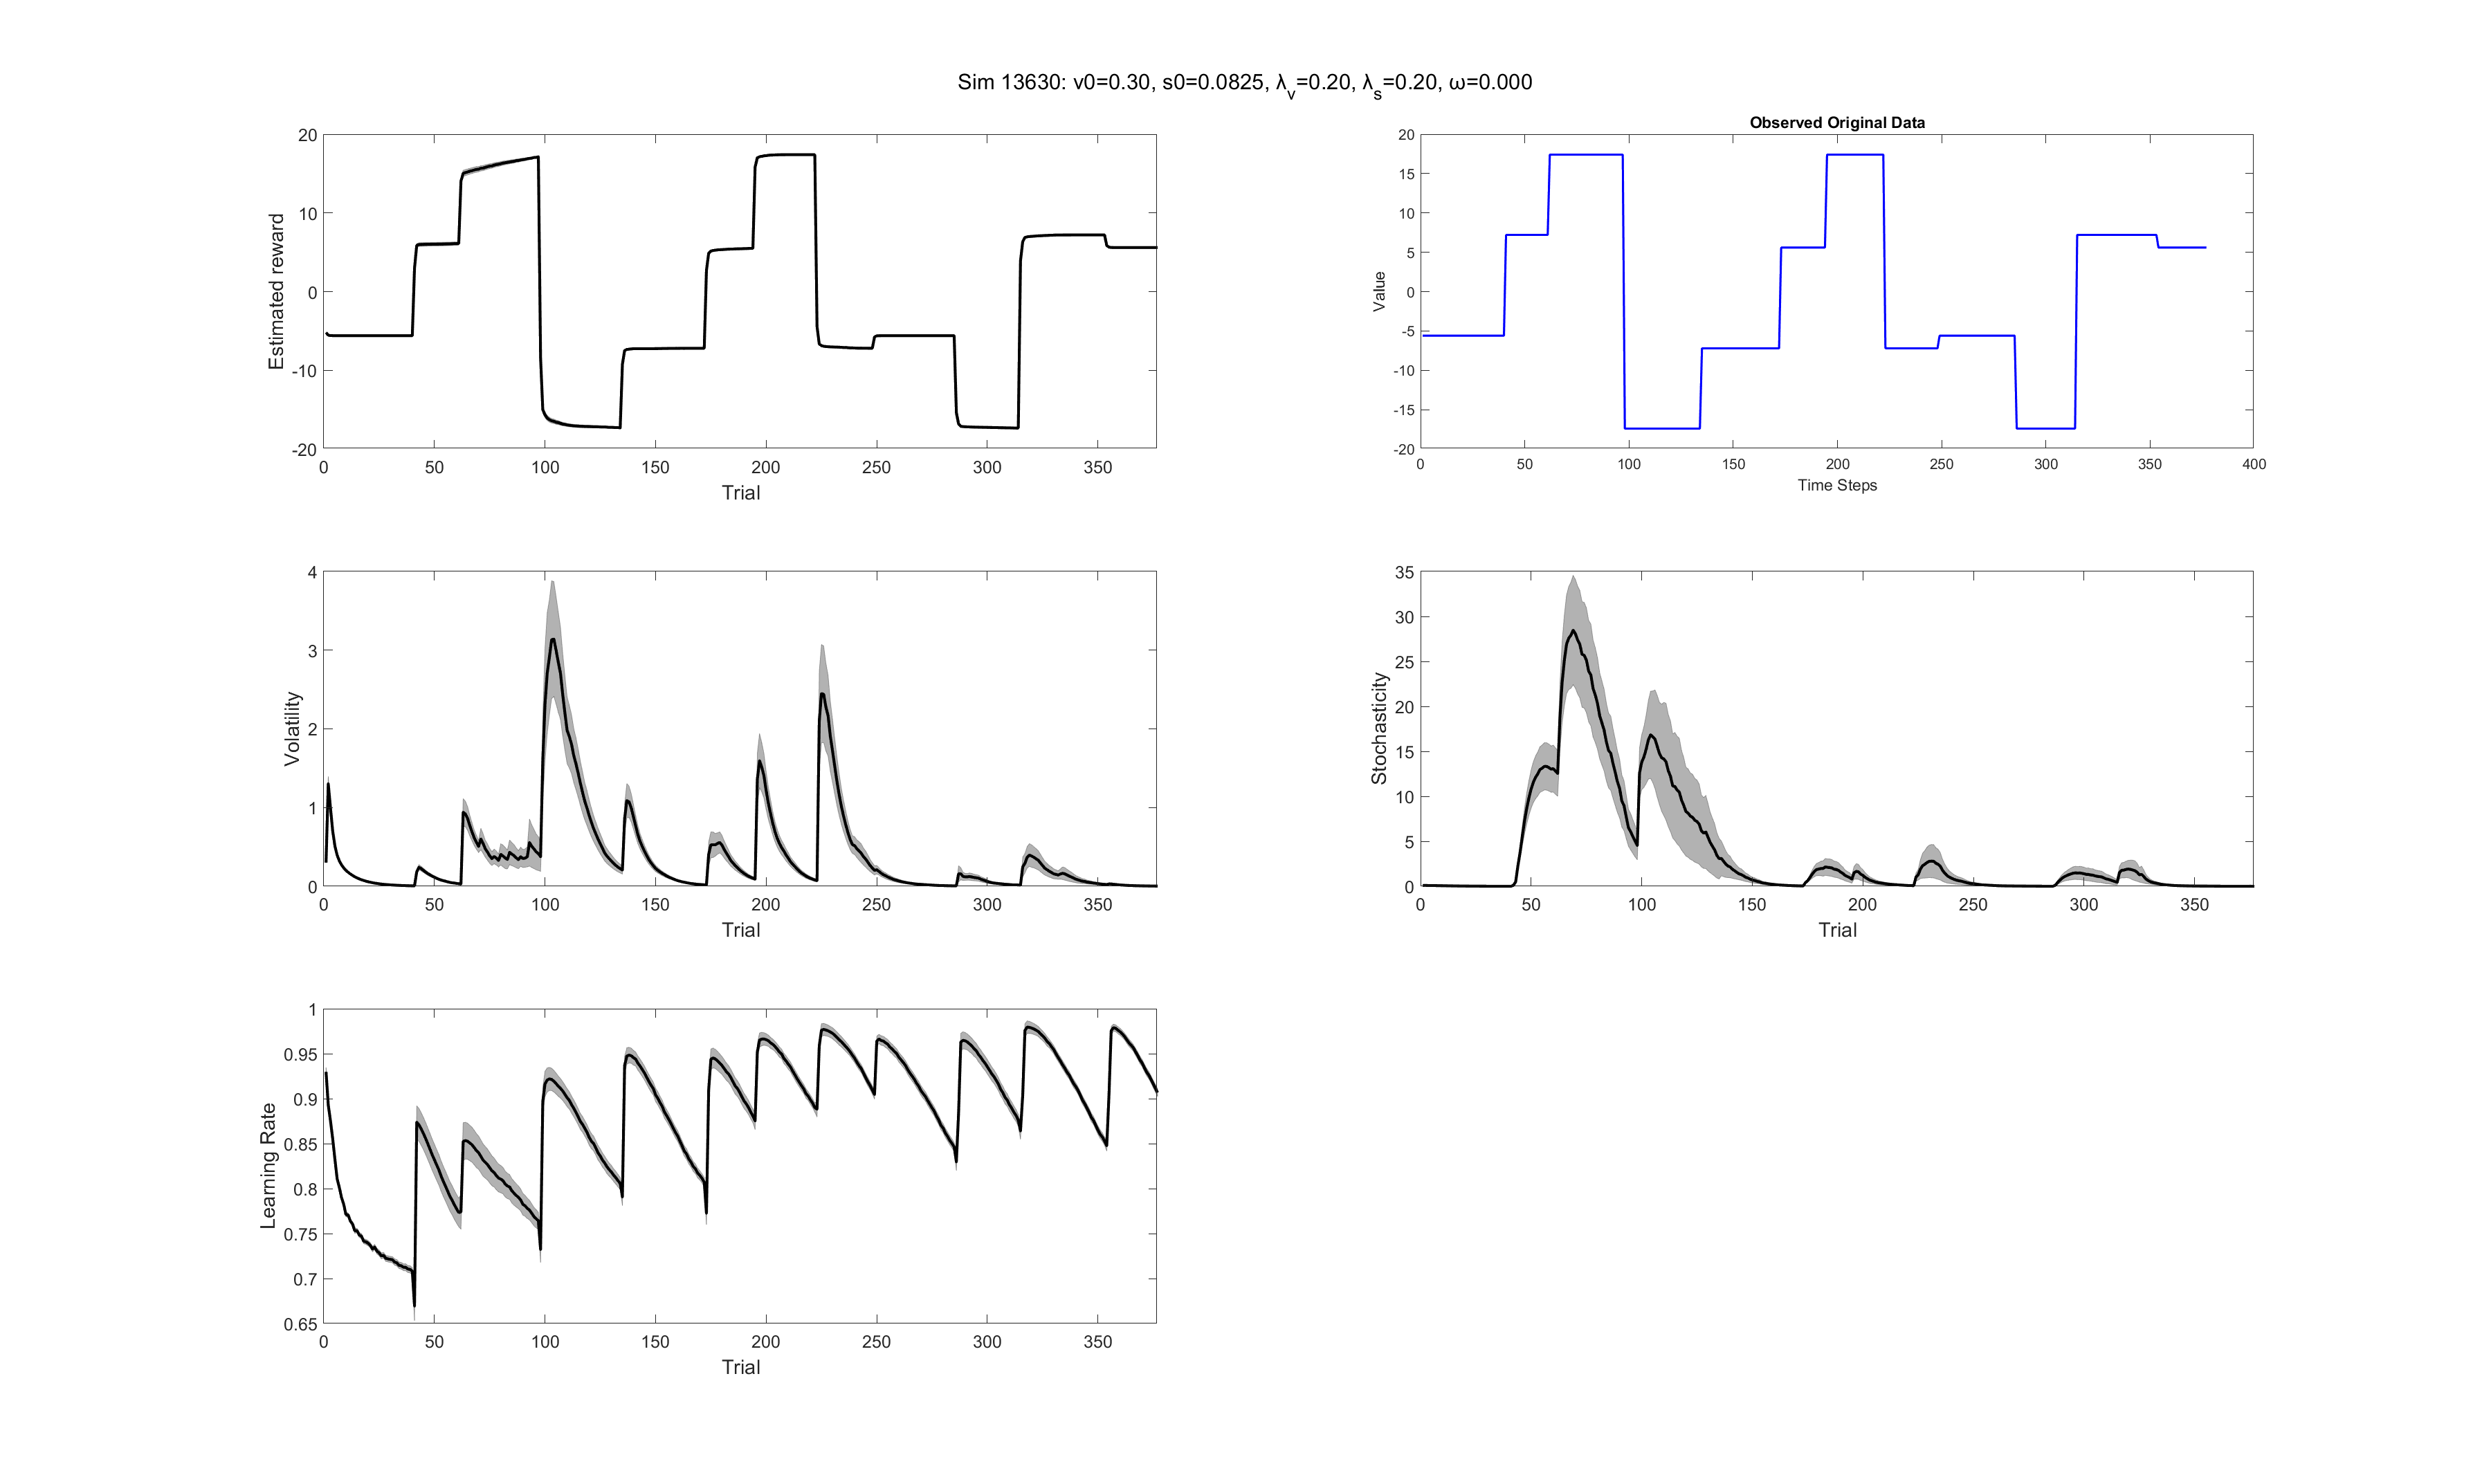 Sim 13630: v0=0.30, s0=0.0825, λ_v=0.20, λ_s=0.20, ω=0.000
20
10
0
-10
-20
Estimated reward
0 50 100 150 200 250 300 350
Trial
Observed Original Data
20
15
10
5
0
-5
-10
-15
-20
Value
0 50 100 150 200 250 300 350 400
Time Steps
4
3
2
1
0
Volatility
0 50 100 150 200 250 300 350
Trial
35
30
25
20
15
10
5
0
Stochasticity
0 50 100 150 200 250 300 350
Trial
1
0.95
0.9
0.85
0.8
0.75
0.7
0.65
Learning Rate
0 50 100 150 200 250 300 350
Trial